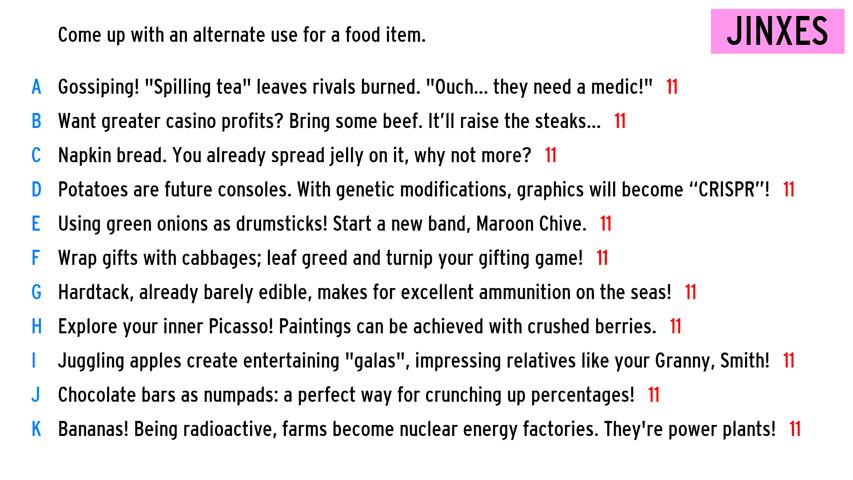 Come up with an alternate use for a food item.
JINXES
A Gossiping! "Spilling tea" leaves rivals burned. "Ouch... they need a medic!" 11
B Want greater casino profits? Bring some beef. It’ll raise the steaks... 11
C Napkin bread. You already spread jelly on it, why not more? 11
D Potatoes are future consoles. With genetic modifications, graphics will become “CRISPR”! 11
E Using green onions as drumsticks! Start a new band, Maroon Chive. 11
F Wrap gifts with cabbages; leaf greed and turnip your gifting game! 11
G Hardtack, already barely edible, makes for excellent ammunition on the seas! 11
H Explore your inner Picasso! Paintings can be achieved with crushed berries. 11
I Juggling apples create entertaining "galas", impressing relatives like your Granny, Smith! 11
J Chocolate bars as numpads: a perfect way for crunching up percentages! 11
K Bananas! Being radioactive, farms become nuclear energy factories. They're power plants! 11